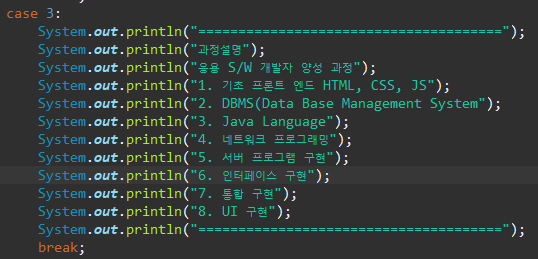 case 3:
System.out.println("=====================================");
System.out.println("과정설명");
System.out.println("응용 S/W 개발자 양성 과정");
System.out.println("1. 기초 프론트 엔드 HTML, CSS, JS");
System.out.println("2. DBMS(Data Base Management System");
System.out.println("3. Java Language");
System.out.println("4. 네트워크 프로그래밍");
System.out.println("5. 서버 프로그램 구현");
System.out.println("6. 인터페이스 구현");
System.out.println("7. 통합 구현");
System.out.println("8. UI 구현");
System.out.println("=====================================");
break;